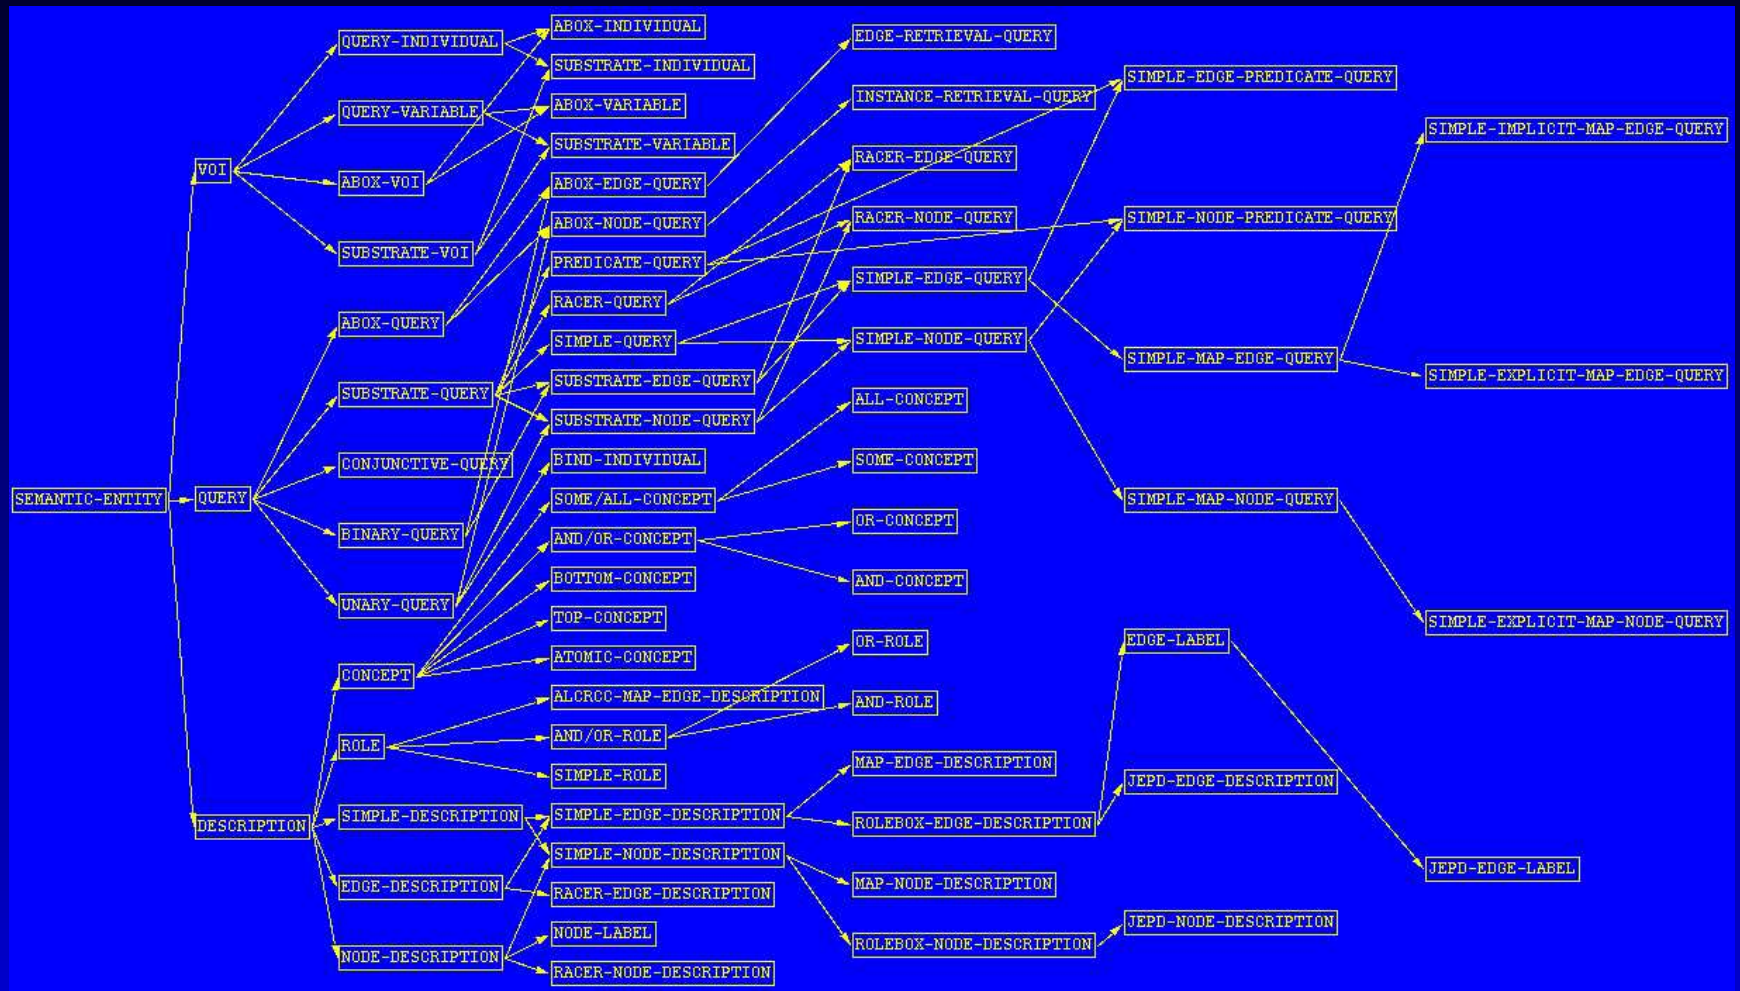 SEMANTIC-ENTITY
VOI
QUERY
DESCRIPTION
QUERY-INDIVIDUAL
QUERY-VARIABLE
ABOX-VOI
SUBSTRATE-VOI
ABOX-QUERY
SUBSTRATE-QUERY
CONJUNCTIVE-QUERY
BINARY-QUERY
UNARY-QUERY
CONCEPT
ROLE
SIMPLE-DESCRIPTION
EDGE-DESCRIPTION
NODE-DESCRIPTION
ABOX-INDIVIDUAL
SUBSTRATE-INDIVIDUAL
ABOX-VARIABLE
SUBSTRATE-VARIABLE
ABOX-EDGE-QUERY
ABOX-NODE-QUERY
PREDICATE-QUERY
RACER-QUERY
SIMPLE-QUERY
SUBSTRATE-EDGE-QUERY
SUBSTRATE-NODE-QUERY
BIND-INDIVIDUAL
SOME/ALL-CONCEPT
AND/OR-CONCEPT
BOTTOM-CONCEPT
TOP-CONCEPT
ATOMIC-CONCEPT
ALCRCC-MAP-EDGE-DESCRIPTION
AND/OR-ROLE
SIMPLE-ROLE
SIMPLE-EDGE-DESCRIPTION
SIMPLE-NODE-DESCRIPTION
RACER-EDGE-DESCRIPTION
NODE-LABEL
RACER-NODE-DESCRIPTION
EDGE-RETRIEVAL-QUERY
INSTANCE-RETRIEVAL-QUERY
RACER-EDGE-QUERY
RACER-NODE-QUERY
SIMPLE-EDGE-QUERY
SIMPLE-NODE-QUERY
ALL-CONCEPT
SOME-CONCEPT
OR-CONCEPT
AND-CONCEPT
OR-ROLE
AND-ROLE
MAP-EDGE-DESCRIPTION
ROLEBOX-EDGE-DESCRIPTION
MAP-NODE-DESCRIPTION
ROLEBOX-NODE-DESCRIPTION
SIMPLE-EDGE-PREDICATE-QUERY
SIMPLE-NODE-PREDICATE-QUERY
SIMPLE-MAP-EDGE-QUERY
SIMPLE-MAP-NODE-QUERY
EDGE-LABEL
JEPD-EDGE-DESCRIPTION
JEPD-NODE-DESCRIPTION
SIMPLE-IMPLICIT-MAP-EDGE-QUERY
SIMPLE-EXPLICIT-MAP-EDGE-QUERY
SIMPLE-EXPLICIT-MAP-NODE-QUERY
JEPD-EDGE-LABEL